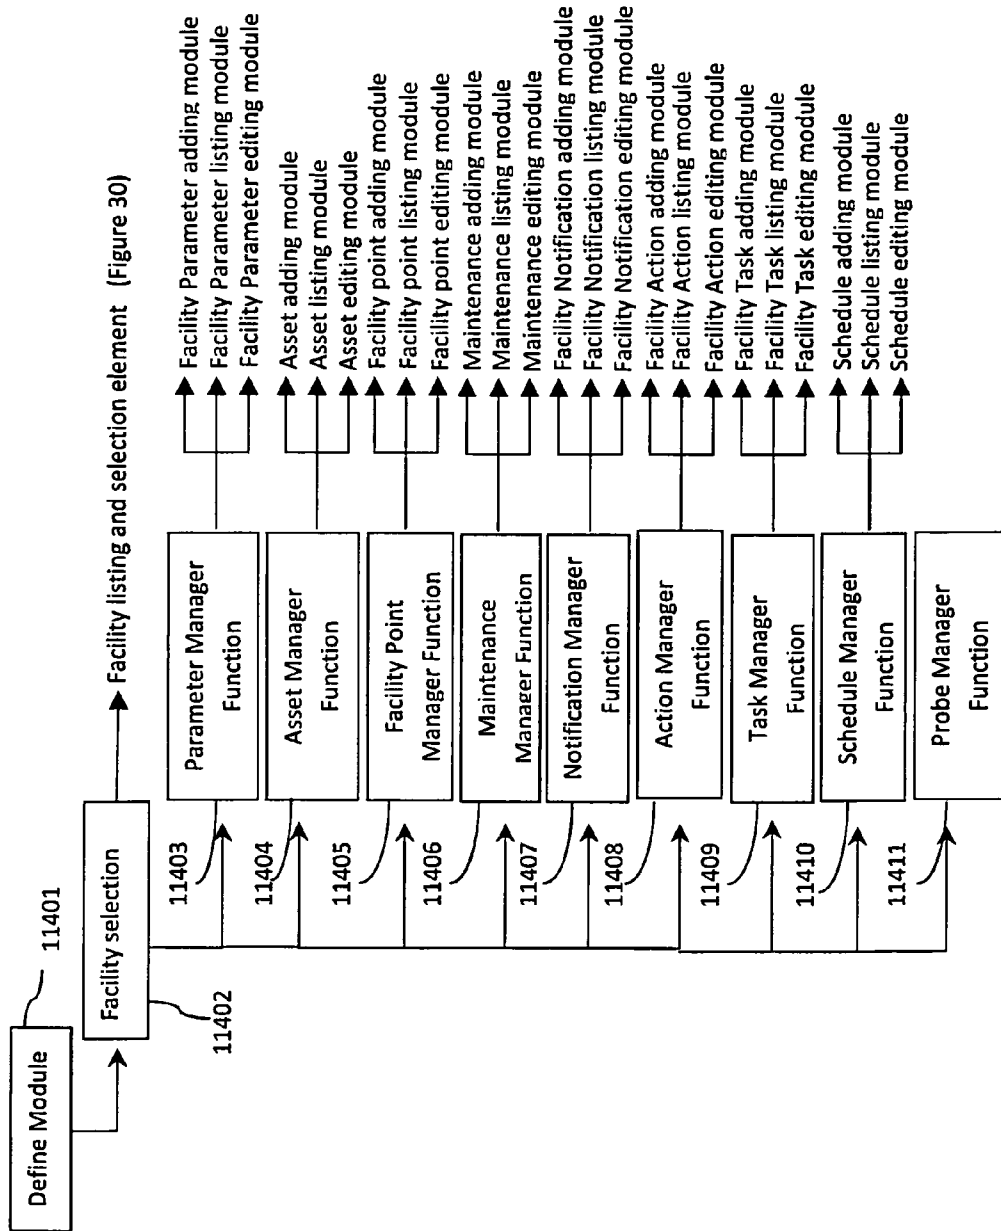 Define Module
11401
Facility selection
11402
Facility listing and selection element (Figure 30)
11403
Parameter Manager
Function
Facility Parameter adding module
Facility Parameter listing module
Facility Parameter editing module
11404
Asset Manager
Function
Asset adding module
Asset listing module
Asset editing module
11405
Facility Point
Manager Function
Facility point adding module
Facility point listing module
Facility point editing module
11406
Maintenance
Manager Function
Maintenance adding module
Maintenance listing module
Maintenance editing module
11407
Notification Manager
Function
Facility Notification adding module
Facility Notification listing module
Facility Notification editing module
11408
Action Manager
Function
Facility Action adding module
Facility Action listing module
Facility Action editing module
11409
Task Manager
Function
Facility Task adding module
Facility Task listing module
Facility Task editing module
11410
Schedule Manager
Function
Schedule adding module
Schedule listing module
Schedule editing module
11411
Probe Manager
Function